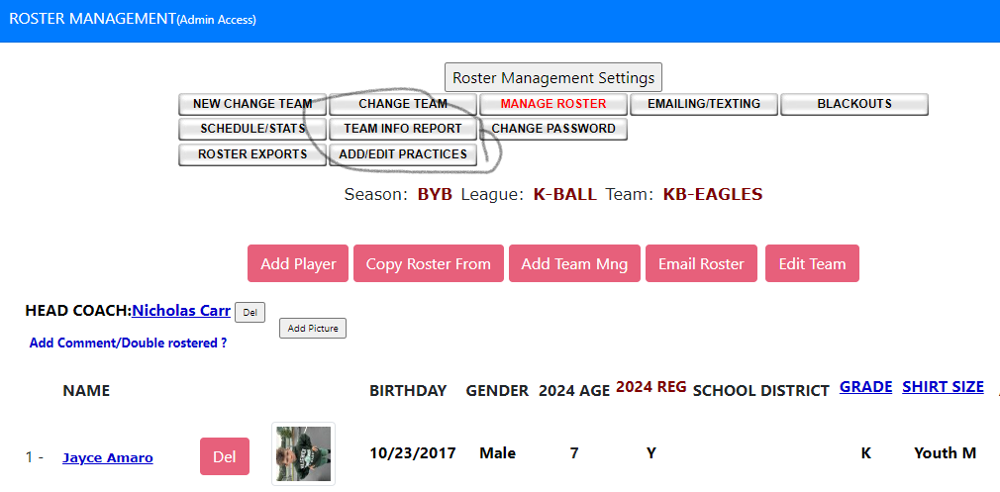 ROSTER MANAGEMENT(Admin Access)
Roster Management Settings
NEW CHANGE TEAM CHANGE TEAM MANAGE ROSTER EMAILING/TEXTING BLACKOUTS
SCHEDULE/STATS TEAM INFO REPORT CHANGE PASSWORD
ROSTER EXPORTS ADD/EDIT PRACTICES
Season: BYB League: K-BALL Team: KB-EAGLES
Add Player Copy Roster From Add Team Mng Email Roster Edit Team
HEAD COACH:Nicholas Carr Del
Add Picture
Add Comment/Double rostered ?
NAME BIRTHDAY GENDER 2024 AGE 2024 REG SCHOOL DISTRICT GRADE SHIRT SIZE
1 - Jayce Amaro Del 10/23/2017 Male 7 Y K Youth M